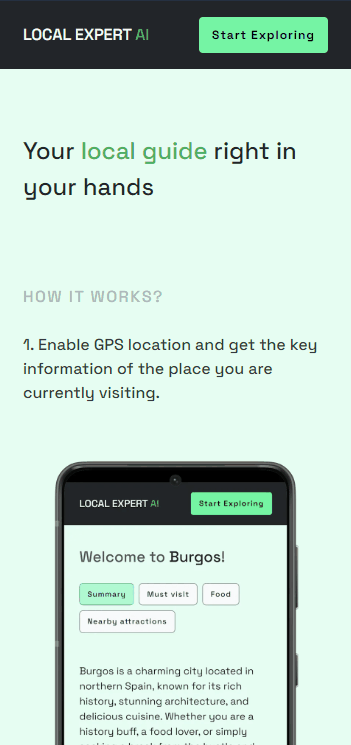 LOCAL EXPERT AI
Start Exploring
Your local guide right in
your hands
HOW IT WORKS?
1. Enable GPS location and get the key
information of the place you are
currently visiting.
LOCAL EXPERT AI
Start Exploring
Welcome to Burgos!
Summary
Must visit
Food
Nearby attractions
Burgos is a charming city located in
northern Spain, known for its rich
history, stunning architecture, and
delicious cuisine. Whether you are a
history buff, a food lover, or simply